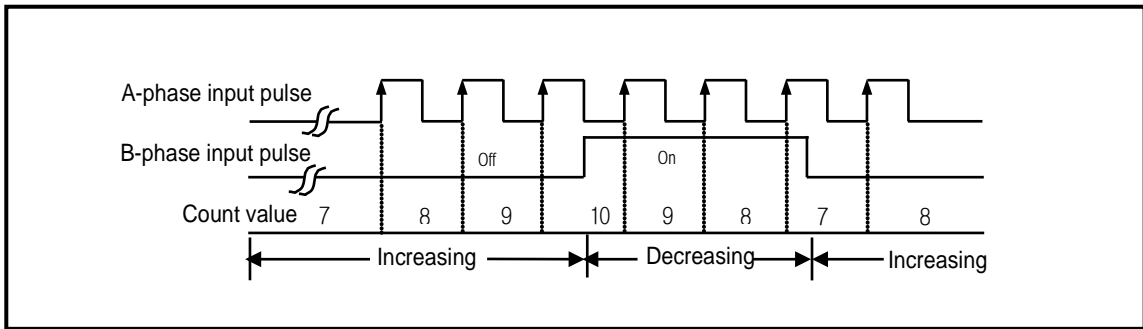 A-phase input pulse
B-phase input pulse
Off
On
Count value 7 8 9 10 9 8 7 8
Increasing Decreasing Increasing